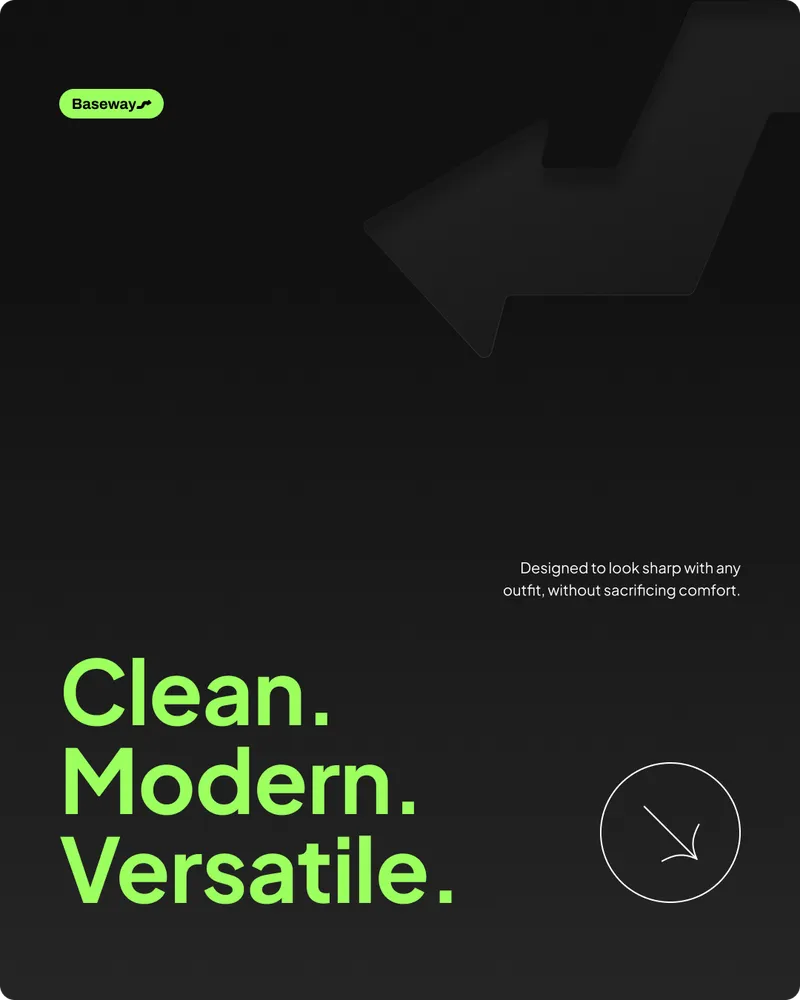 Baseway
Designed to look sharp with any
outfit, without sacrificing comfort.
Clean.
Modern.
Versatile.